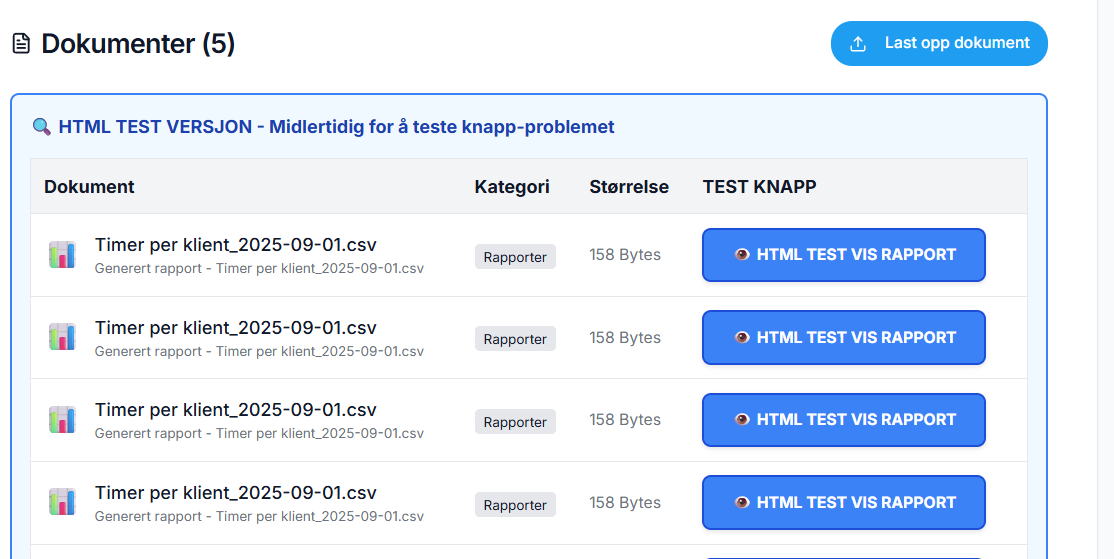 Dokumenter (5)
Last opp dokument
HTML TEST VERSJON - Midlertidig for å teste knapp-problemet
Dokument Kategori Størrelse TEST KNAPP
Timer per klient_2025-09-01.csv
Generert rapport - Timer per klient_2025-09-01.csv
Rapporter
158 Bytes
HTML TEST VIS RAPPORT
Timer per klient_2025-09-01.csv
Generert rapport - Timer per klient_2025-09-01.csv
Rapporter
158 Bytes
HTML TEST VIS RAPPORT
Timer per klient_2025-09-01.csv
Generert rapport - Timer per klient_2025-09-01.csv
Rapporter
158 Bytes
HTML TEST VIS RAPPORT
Timer per klient_2025-09-01.csv
Generert rapport - Timer per klient_2025-09-01.csv
Rapporter
158 Bytes
HTML TEST VIS RAPPORT